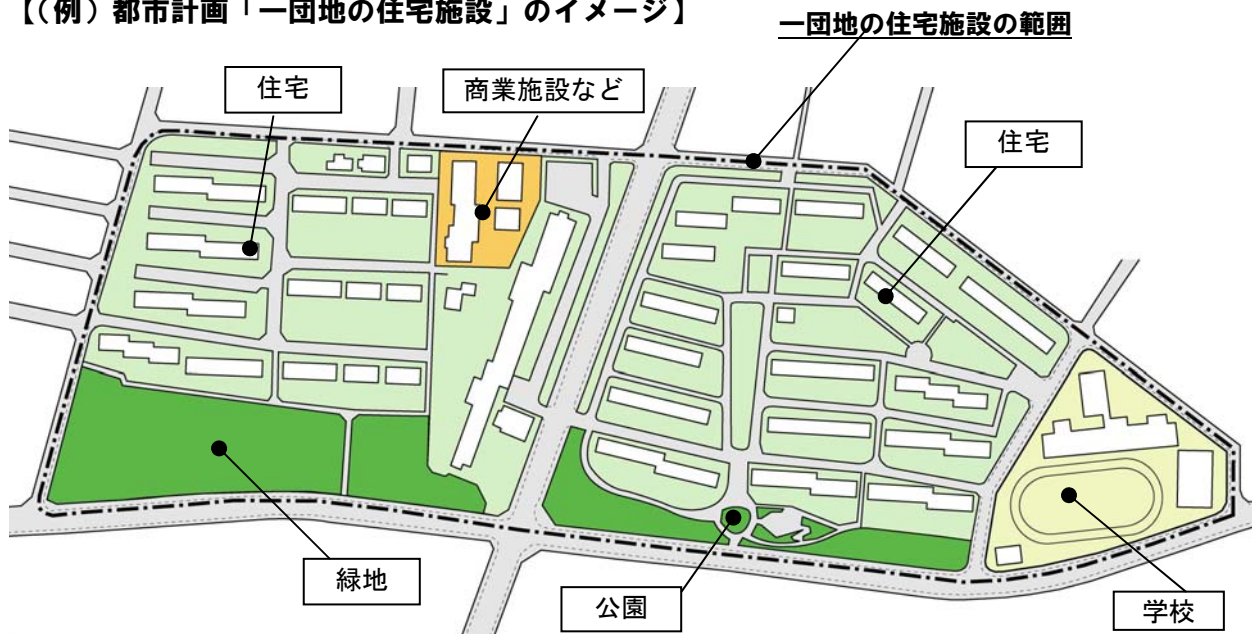 【(例）都市計画「一団地の住宅施設」のイメージ】
一団地の住宅施設の範囲
住宅
商業施設など
住宅
緑地
公園
学校